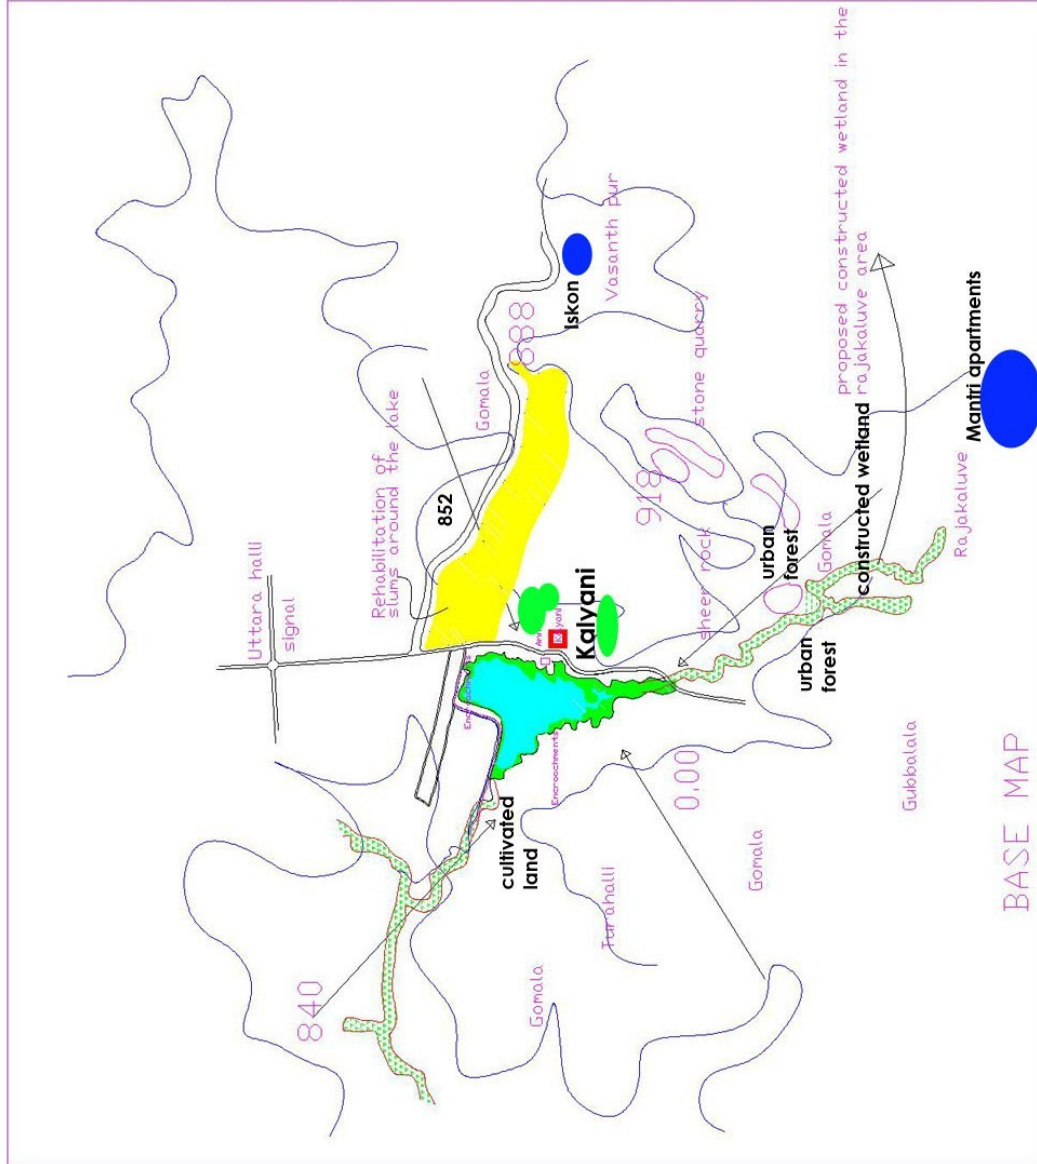 Uttara halli
signal
840
Rehabilitation of
slums around the lake
852
Encroachments
Gomala
cultivated
land
888
Gomala
Encroachments
Iskon
Kalyani
Turahalli
Vasanth pur
918
0.00
stone quarry
sheer rock
Gomala
urban
forest
urban
forest
Gomala
proposed constructed wetland in the
rajakaluve area
constructed wetland
Gubbalala
Rajakaluve
Mantri apartments
BASE MAP